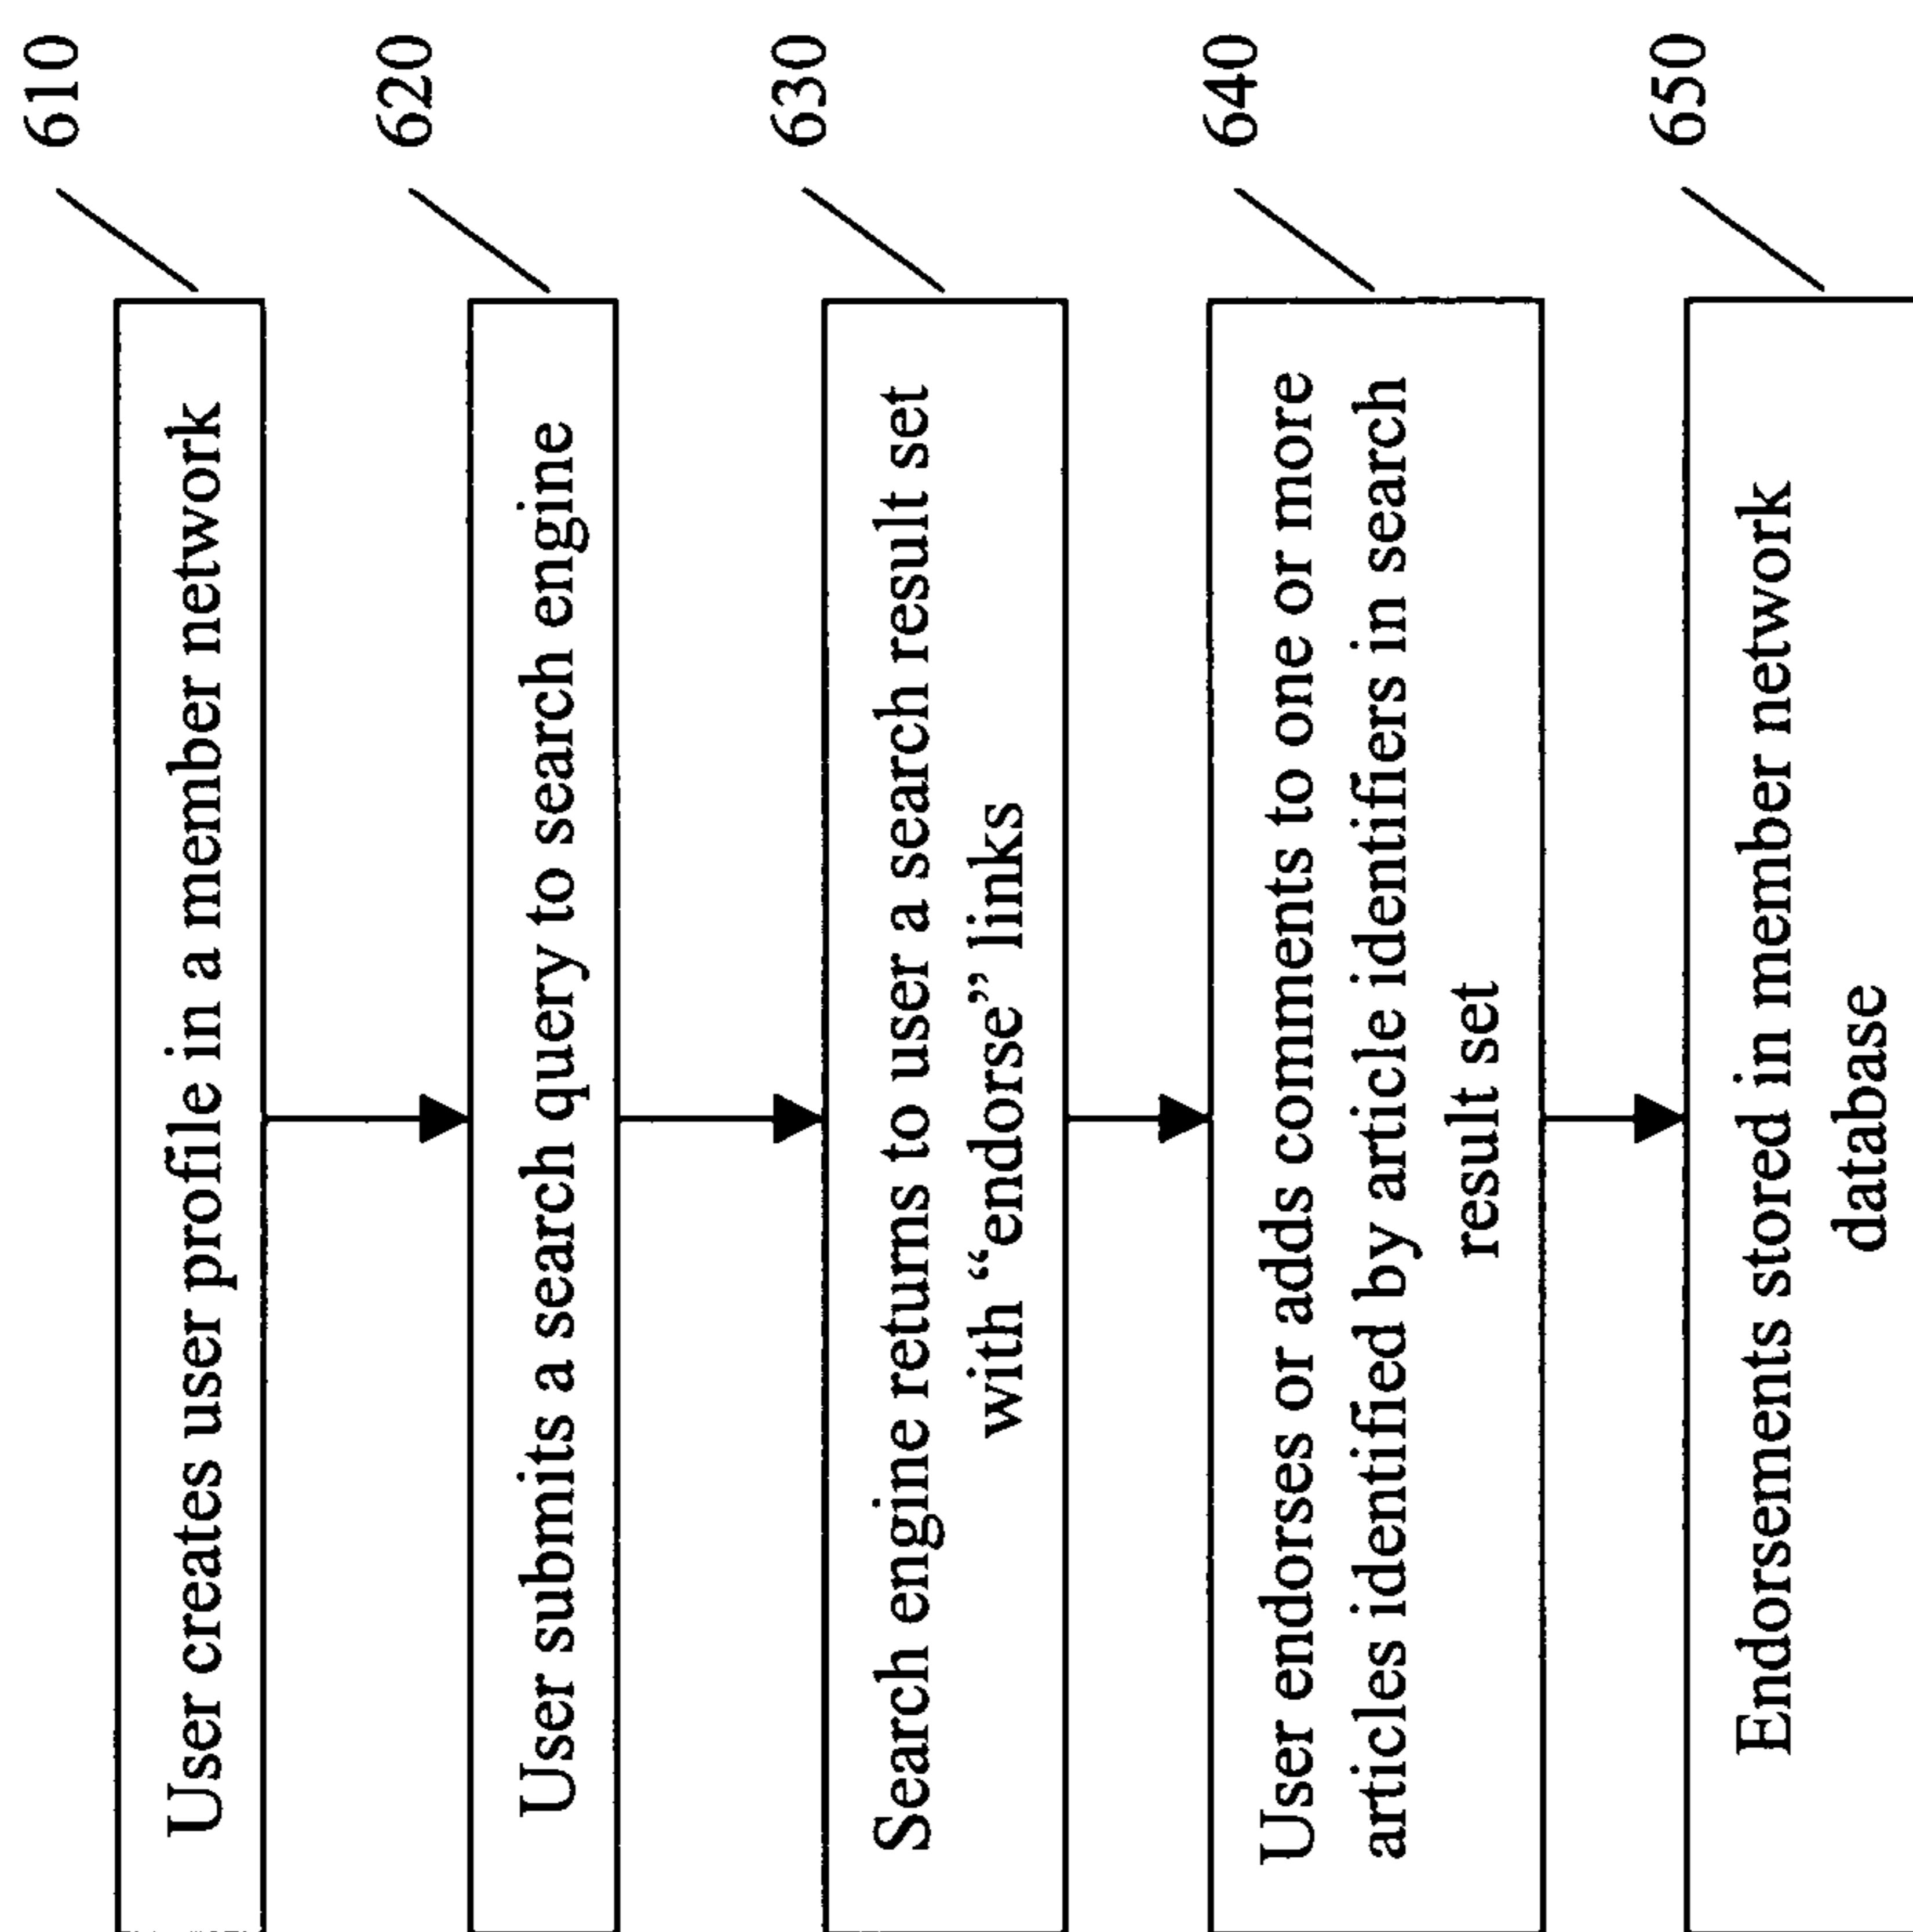 User creates user profile in a member network
610
User submits a search query to search engine
620
Search engine returns to user a search result set
with “endorse” links
630
User endorses or adds comments to one or more
articles identified by article identifiers in search
result set
640
Endorsements stored in member network
database
650